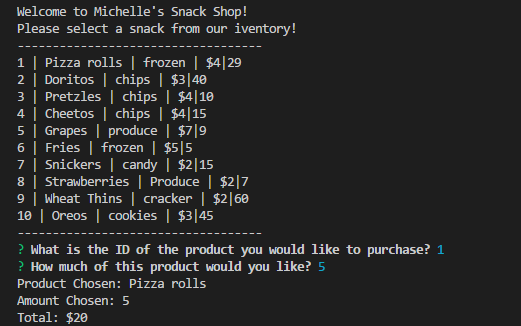 Welcome to Michelle's Snack Shop!
Please select a snack from our iventory!
----------------------------------
1 | Pizza rolls | frozen | $4|29
2 | Doritos | chips | $3|40
3 | Pretzles | chips | $4|10
4 | Cheetos | chips | $4|15
5 | Grapes | produce | $7|9
6 | Fries | frozen | $5|5
7 | Snickers | candy | $2|15
8 | Strawberries | Produce | $2|7
9 | Wheat Thins | cracker | $2|60
10 | Oreos | cookies | $3|45
----------------------------------
? What is the ID of the product you would like to purchase? 1
? How much of this product would you like? 5
Product Chosen: Pizza rolls
Amount Chosen: 5
Total: $20